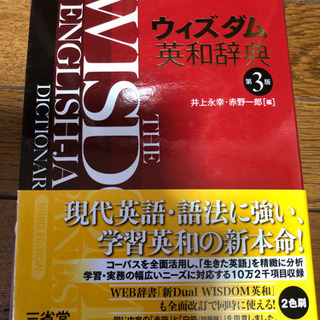 ウィズダム
英和辞典
第3版
井上永幸・赤野一郎[編]
THE
WISD
ENGLISH-JA
DICTIONAR
THIRD EDITION
現代英語・語法に強い、
学習英和の新本命!
コーパスを全面活用し、「生きた英語」を精緻に分析
学習・実務の幅広いニーズに対応する10万2千項目収録
WEB辞書「新Dual WISDOM英和」
も全面改訂で同時に使える!
2色刷
三省堂